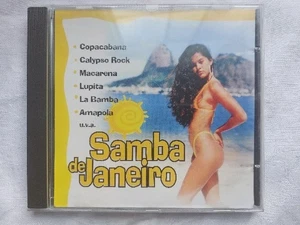 Copacabana
Calypso Rock
Macarena
Lupita
La Bamba
Amapola
u.v.a.
Samba
de Janeiro